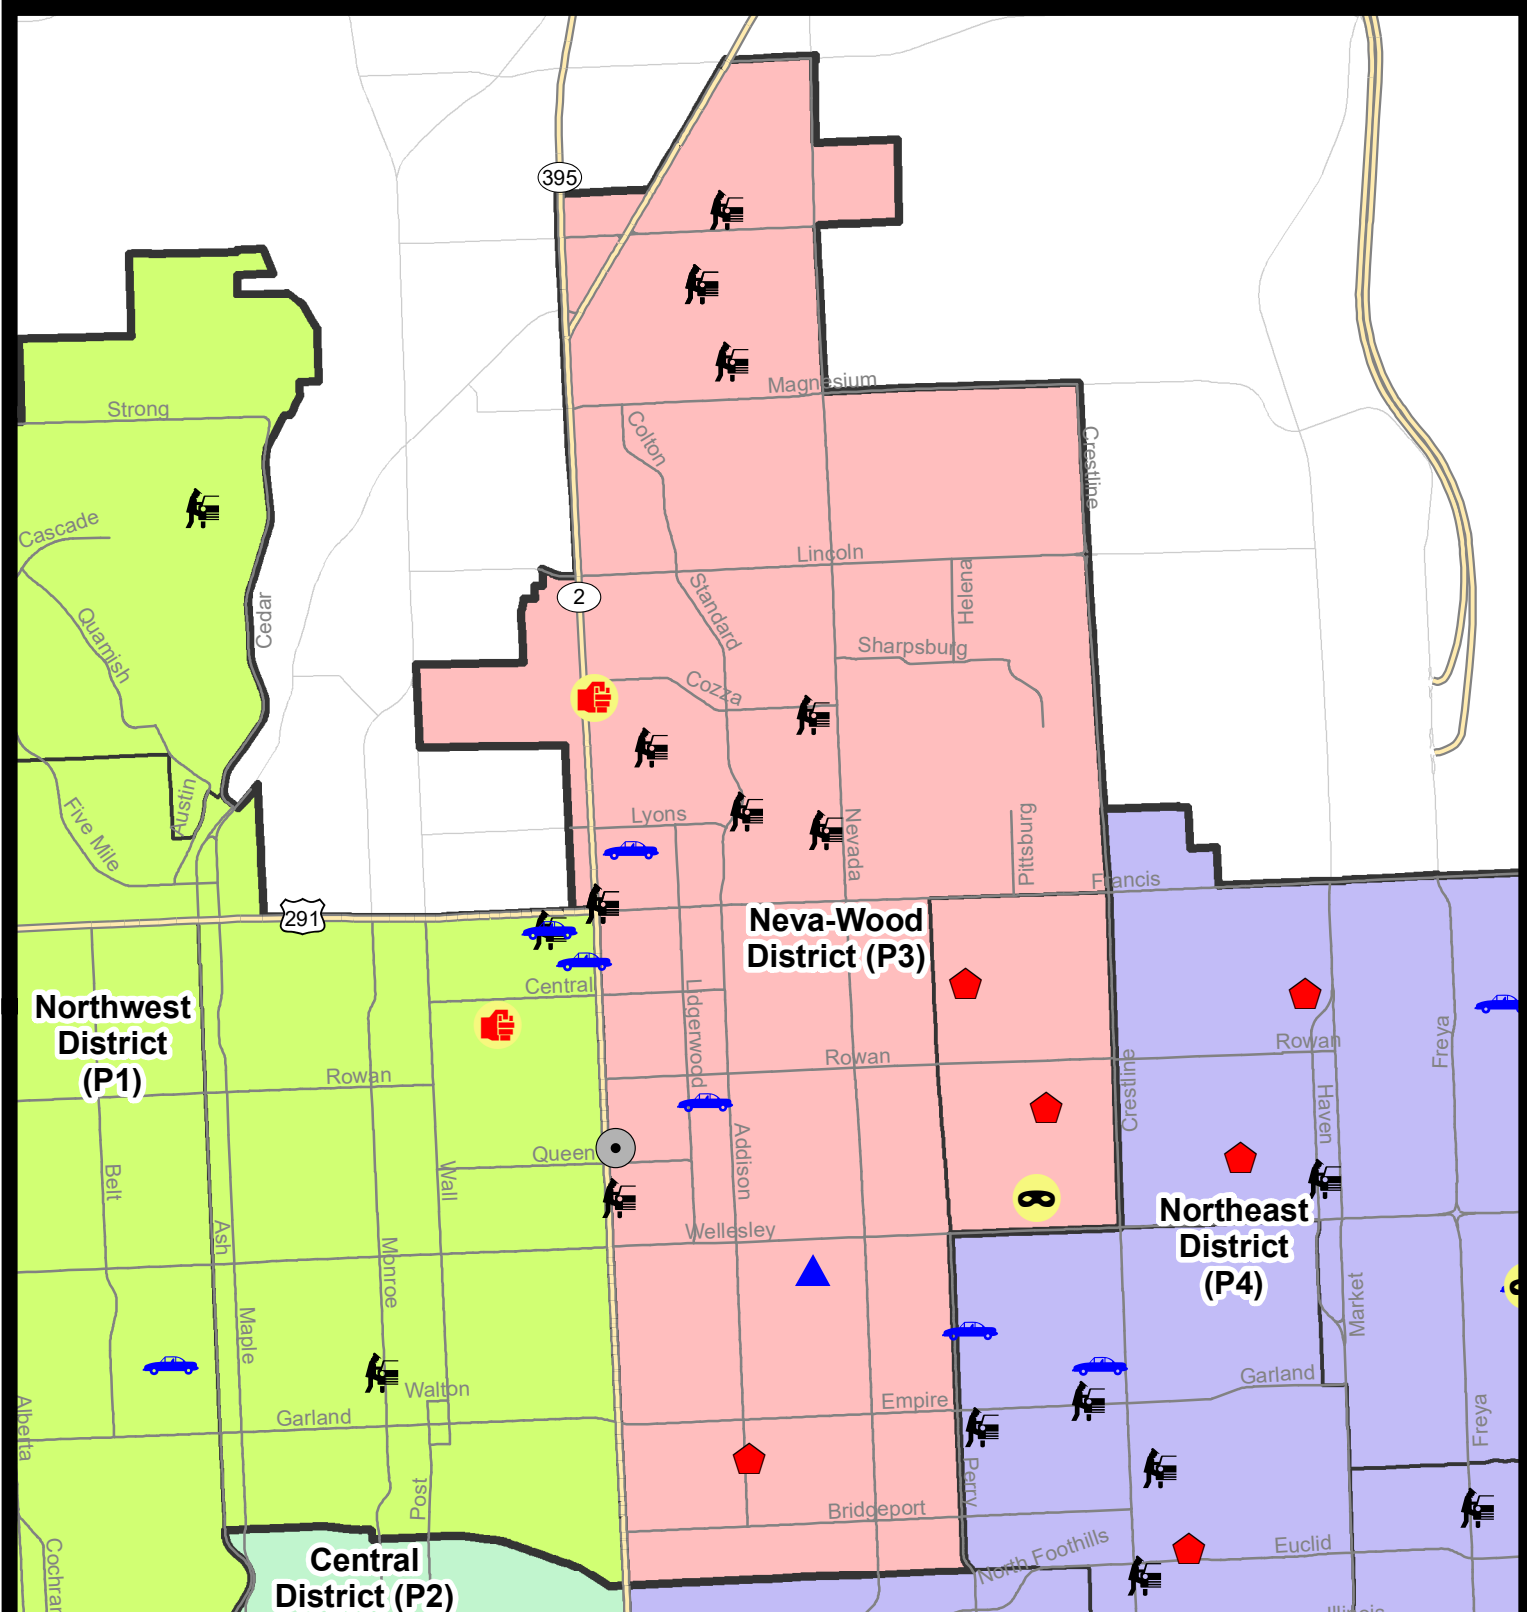 395
Magnesium
Strong
Colton
Crestline
Cascade
Lincoln
Helena
2
Standard
Cedar
Quamish
Sharpsburg
Cozza
Austin
Five Mile
Lyons
Nevada
Pittsburg
Francis
291
Neva-Wood
District (P3)
Central
Northwest
District
(P1)
Lidgerwood
Rowan
Rowan
Rowan
Freya
Crestline
Haven
Addison
Queen
Belt
Wall
Ash
Wellesley
Northeast
District
(P4)
Monroe
Maple
Market
Walton
Garland
Garland
Empire
Alberta
Post
Perry
Freya
Bridgeport
North Foothills
Euclid
Cochran
Central
District (P2)